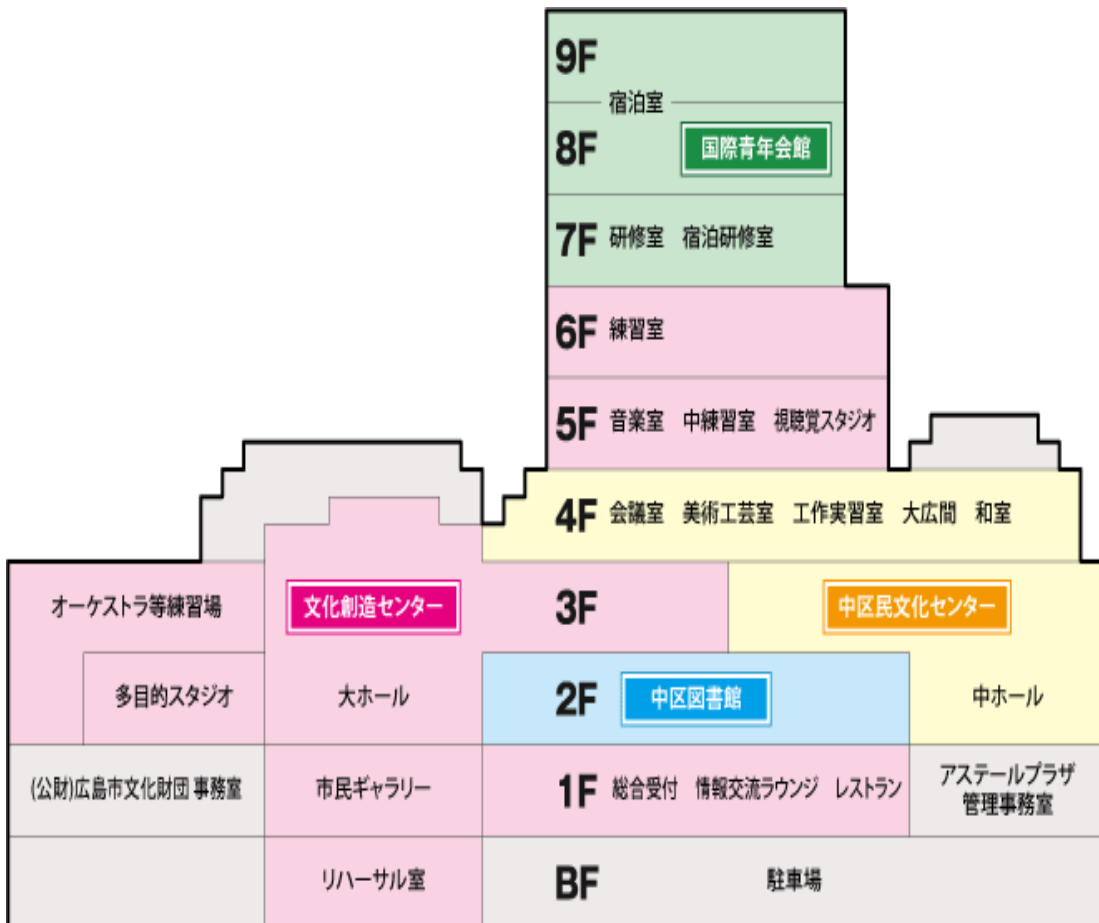 9F
宿泊室
8F 国際青年会館
7F 研修室 宿泊研修室
6F 練習室
5F 音楽室 中練習室 視聴覚スタジオ
4F 会議室 美術工芸室 工作実習室 大広間 和室
オーケストラ等練習場 文化創造センター 3F 中区民文化センター
多目的スタジオ 大ホール 2F 中区図書館 中ホール
(公財)広島市文化財団 事務室 市民ギャラリー 1F 総合受付 情報交流ラウンジ レストラン アステールプラザ
管理事務室
リハーサル室 BF 駐車場